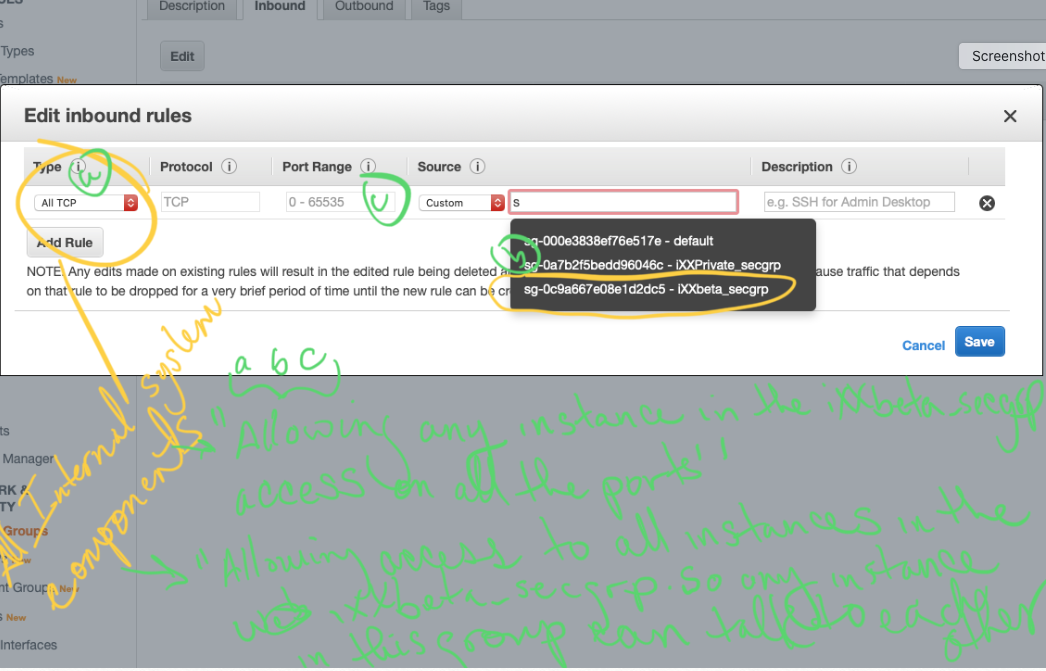 Description Inbound Outbound Tags
s
Types
Edit
Screenshot
emplates New
Edit inbound rules
Type i Protocol i Port Range i Source i Description i
a
All TCP TCP 0 - 65535 Custom s e.g. SSH for Admin Desktop
c
sg-000e3838ef76e517e - default
Add Rule
b
sg-0a7b2f5bedd96046c - iXXPrivate_secgrp
NOTE: Any edits made on existing rules will result in the edited rule being deleted a
ause traffic that depends
sg-0c9a667e08e1d2dc5 - iXXbeta_secgrp
on that rule to be dropped for a very brief period of time until the new rule can be cre
Cancel Save
a b c
All Internal system
components
"Allowing any instance in the iXXbeta secgrp
access on all the ports"
"Allowing access to all instances in the
iXXbeta_secgrp. So any instance
in this group can talk to each
other
ts
Manager
RK &
TY
Groups
New
nt Group New
s New
Interfaces